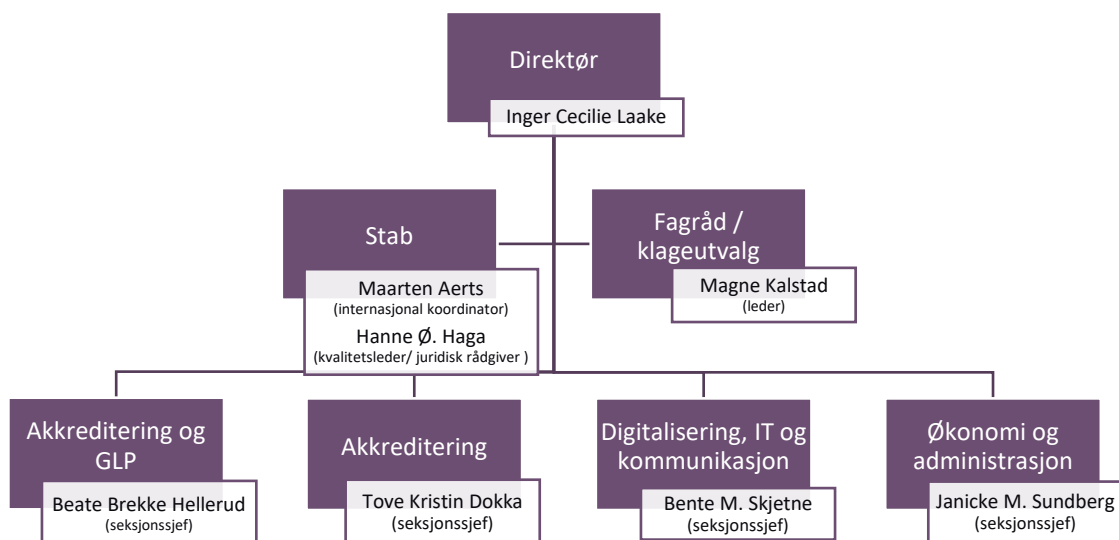 Direktør
Inger Cecilie Laake
Stab
Maarten Aerts
(internasjonal koordinator)
Hanne Ø. Haga
(kvalitetsleder/ juridisk rådgiver )
Fagråd /
klageutvalg
Magne Kalstad
(leder)
Akkreditering og
GLP
Beate Brekke Hellerud
(seksjonssjef)
Akkreditering
Tove Kristin Dokka
(seksjonssjef)
Digitalisering, IT og
kommunikasjon
Bente M. Skjetne
(seksjonssjef)
Økonomi og
administrasjon
Janicke M. Sundberg
(seksjonssjef)